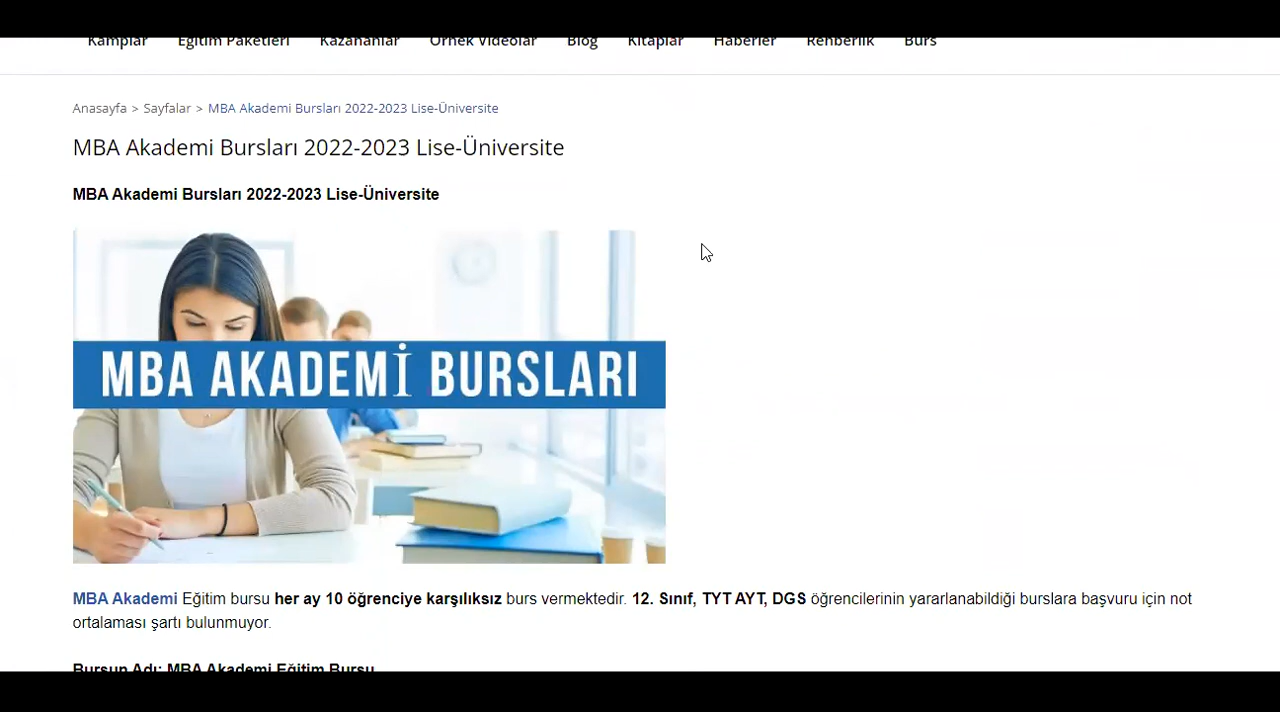 Kamplar Eğitim Paketleri Kazananlar Örnek Videolar Blog Kitaplar Haberler Rehberlik Burs
Anasayfa > Sayfalar > MBA Akademi Bursları 2022-2023 Lise-Üniversite
MBA Akademi Bursları 2022-2023 Lise-Üniversite
MBA Akademi Bursları 2022-2023 Lise-Üniversite
MBA AKADEMİ BURSLARI
MBA Akademi Eğitim bursu her ay 10 öğrenciye karşılıksız burs vermektedir. 12. Sınıf, TYT AYT, DGS öğrencilerinin yararlanabildiği burslara başvuru için not
ortalaması şartı bulunmuyor.
Bursun Adı: MBA Akademi Eğitim Bursu